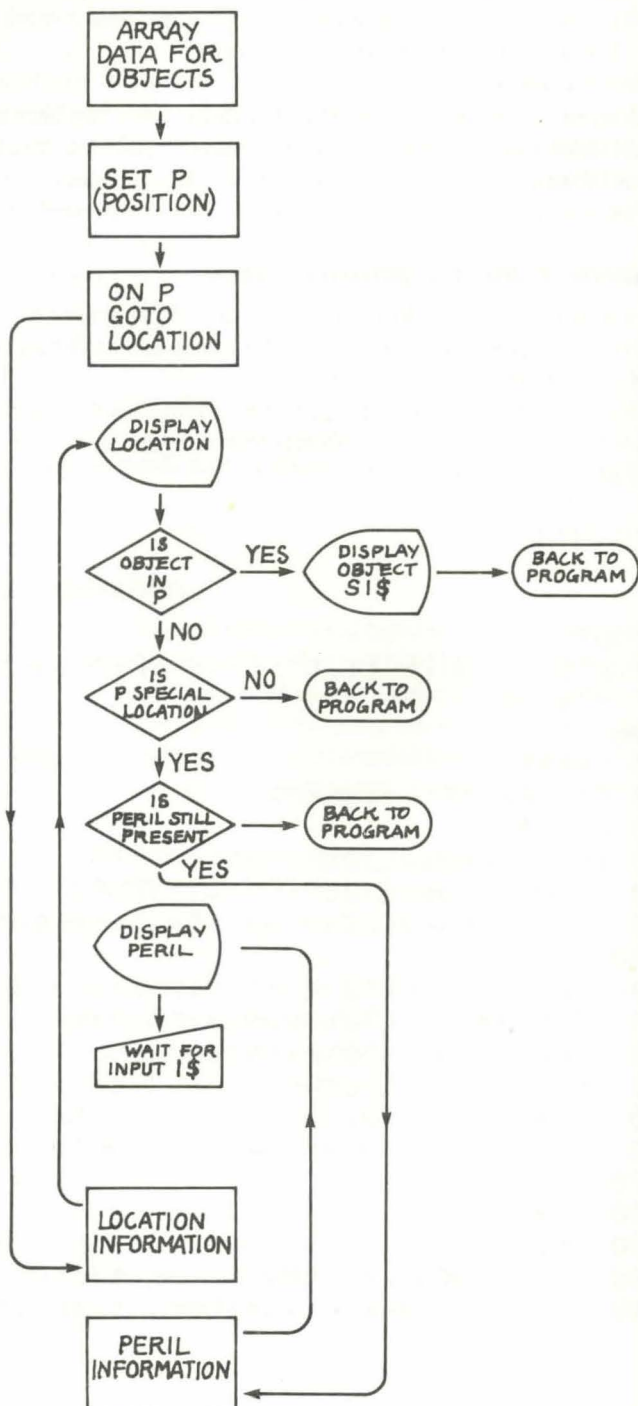 ARRAY
DATA FOR
OBJECTS
SET P
(POSITION)
ON P
GOTO
LOCATION
DISPLAY
LOCATION
IS
OBJECT
IN
P
YES
DISPLAY
OBJECT
S1$
BACK TO
PROGRAM
NO
IS
P SPECIAL
LOCATION
NO
BACK TO
PROGRAM
YES
IS
PERIL STILL
PRESENT
BACK TO
PROGRAM
YES
DISPLAY
PERIL
WAIT FOR
INPUT I$
LOCATION
INFORMATION
PERIL
INFORMATION